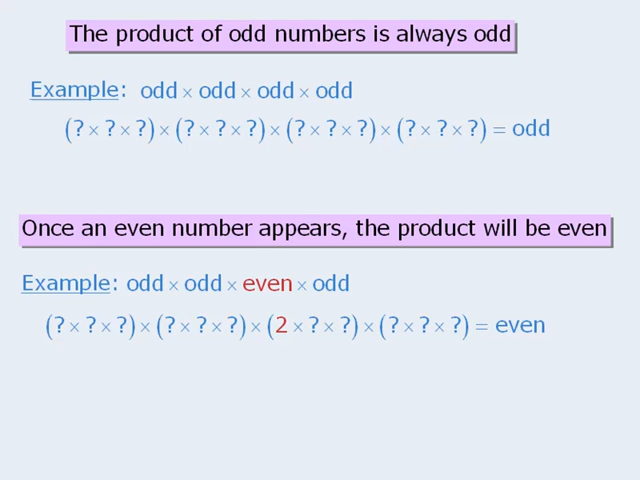 The product of odd numbers is always odd
Example: odd × odd × odd × odd
(? × ? × ?) × (? × ? × ?) × (? × ? × ?) × (? × ? × ?) = odd
Once an even number appears, the product will be even
Example: odd × odd × even × odd
(? × ? × ?) × (? × ? × ?) × (2 × ? × ?) × (? × ? × ?) = even